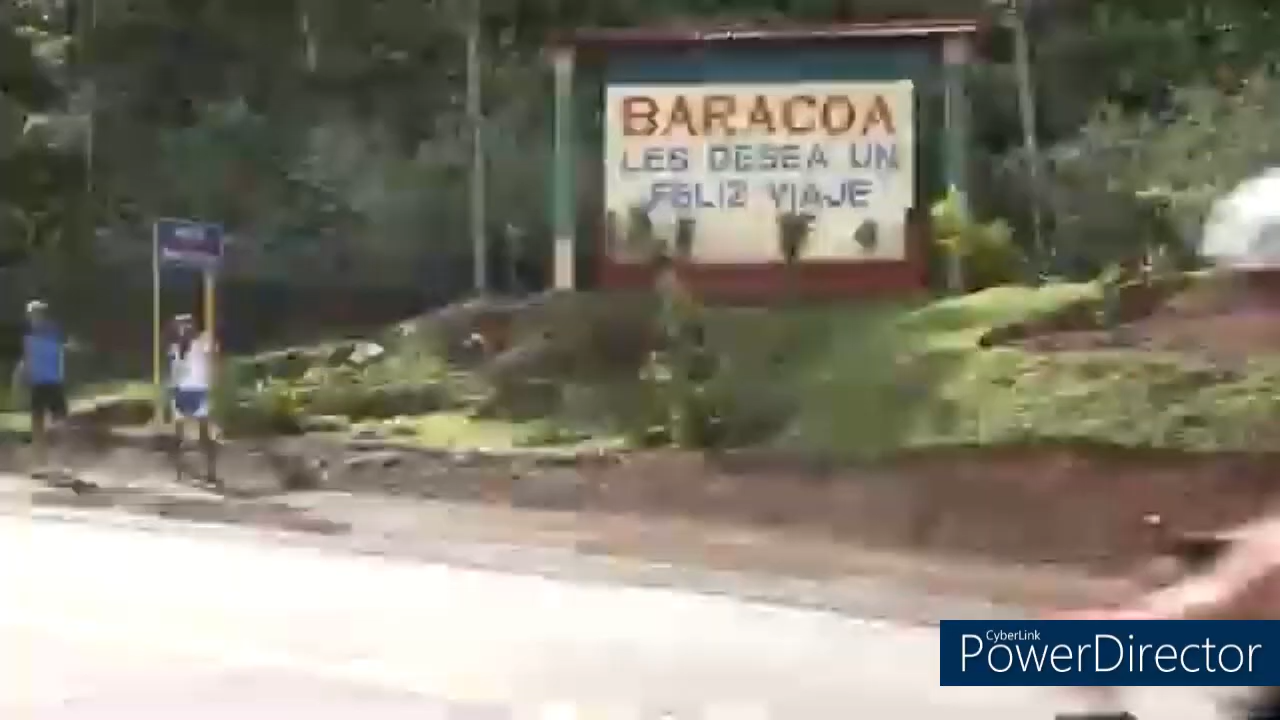 BARACOA
LES DESEA UN
FELIZ VIAJE
CyberLink
PowerDirector